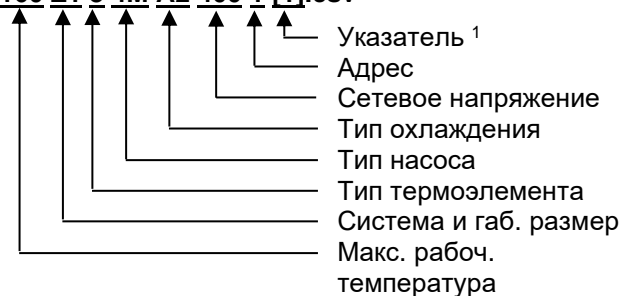 Указатель ¹
Адрес
Сетевое напряжение
Тип охлаждения
Тип насоса
Тип термоэлемента
Система и габ. размер
Макс. рабоч.
температура